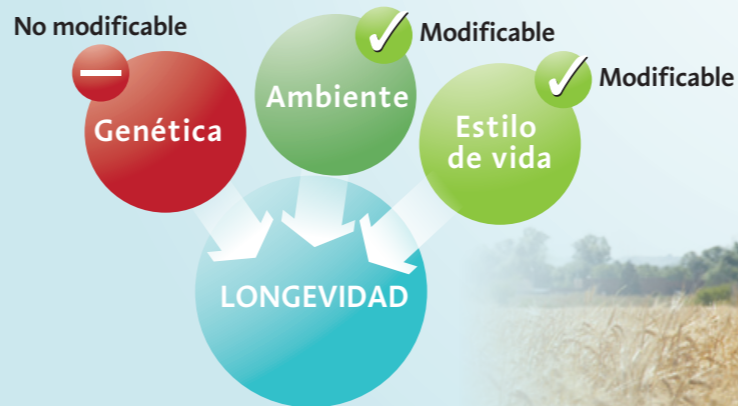 No modificable
Genética
Ambiente
Modificable
Estilo
de vida
Modificable
LONGEVIDAD